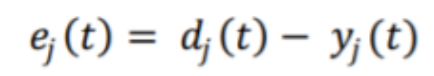 eⱼ(t) = dⱼ(t) − yⱼ(t)